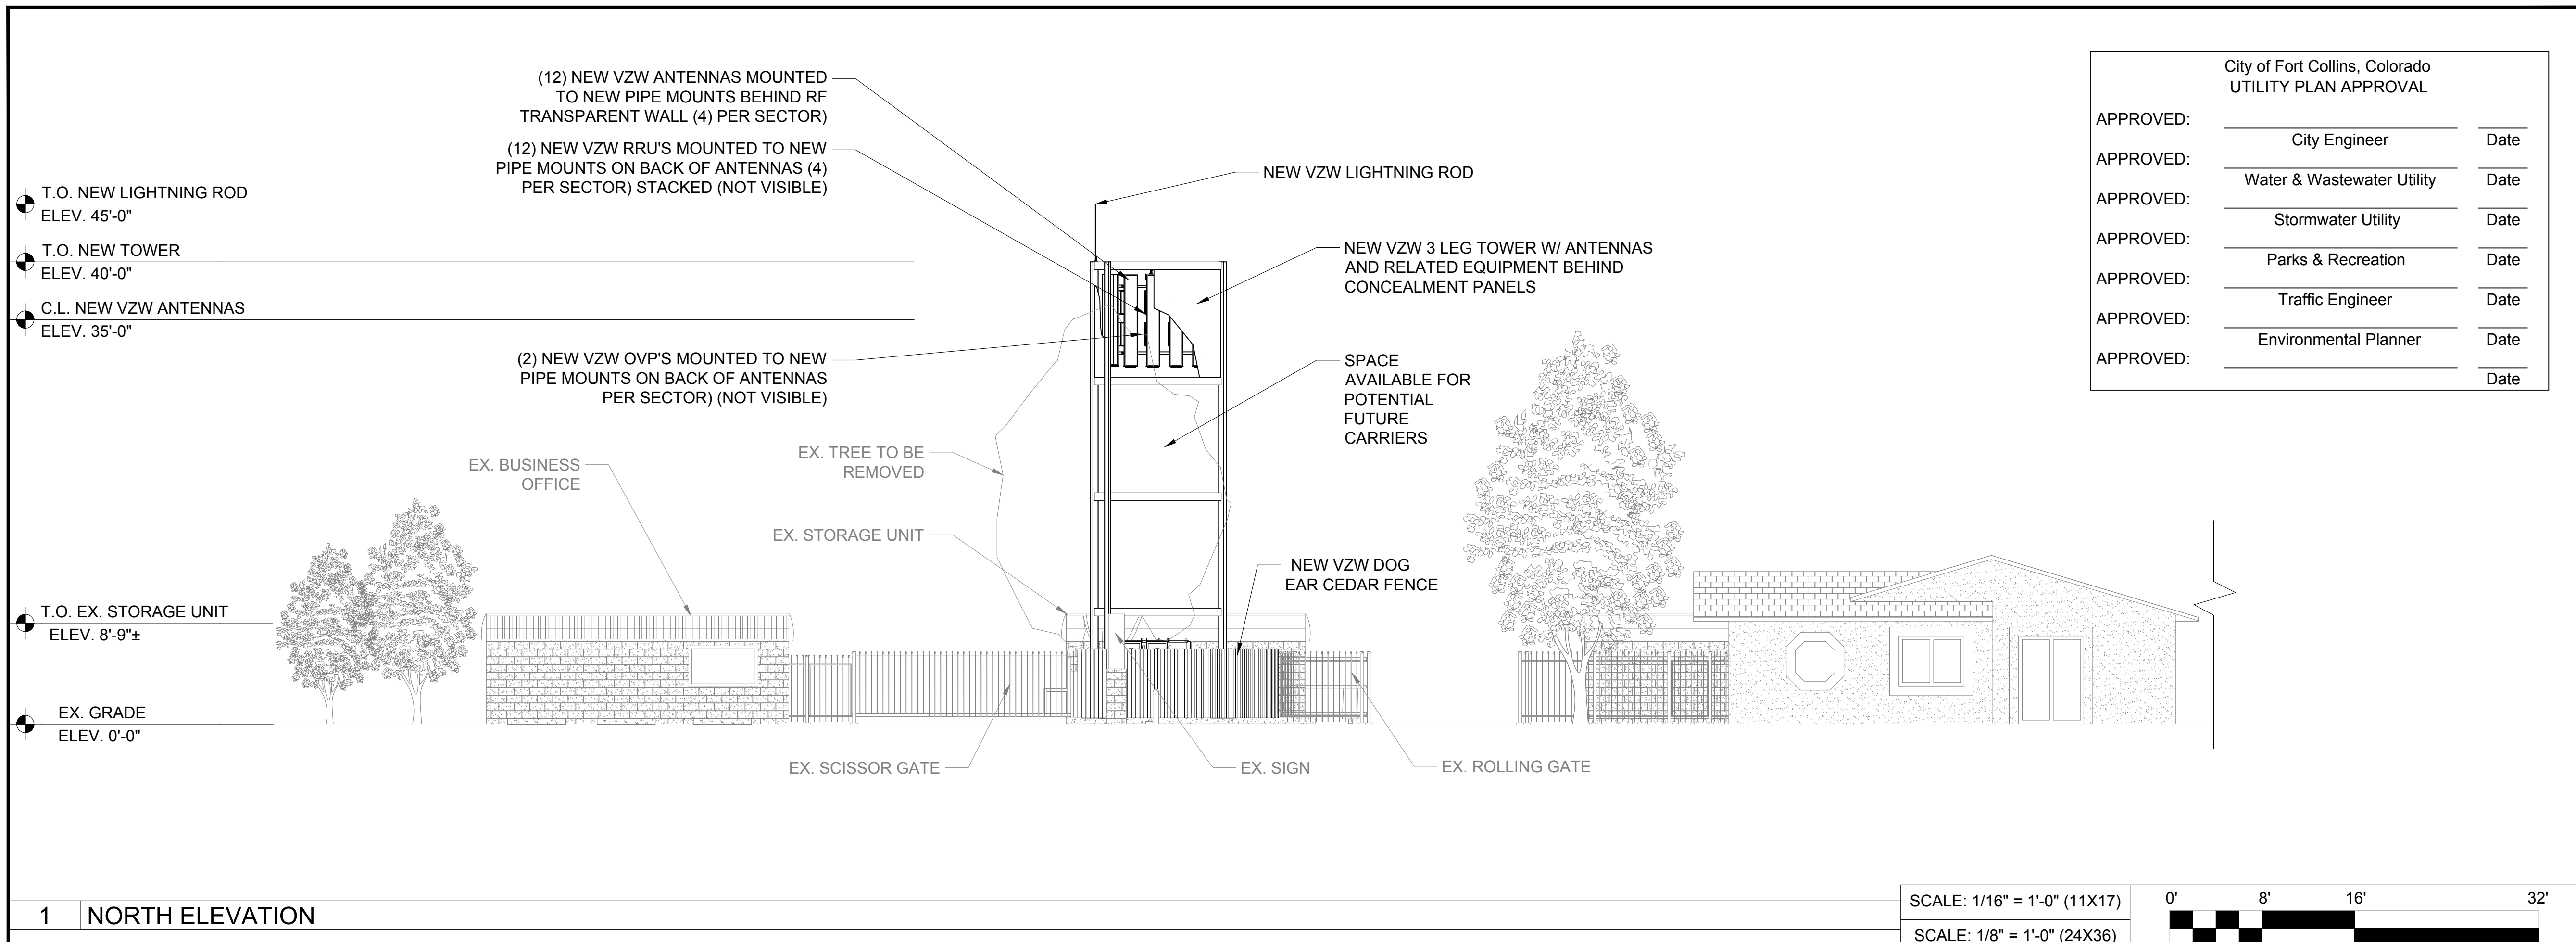 (12) NEW VZW ANTENNAS MOUNTED
TO NEW PIPE MOUNTS BEHIND RF
TRANSPARENT WALL (4) PER SECTOR)
(12) NEW VZW RRU'S MOUNTED TO NEW
PIPE MOUNTS ON BACK OF ANTENNAS (4)
PER SECTOR) STACKED (NOT VISIBLE)
NEW VZW LIGHTNING ROD
T.O. NEW LIGHTNING ROD
ELEV. 45'-0"
T.O. NEW TOWER
ELEV. 40'-0"
C.L. NEW VZW ANTENNAS
ELEV. 35'-0"
NEW VZW 3 LEG TOWER W/ ANTENNAS
AND RELATED EQUIPMENT BEHIND
CONCEALMENT PANELS
(2) NEW VZW OVP'S MOUNTED TO NEW
PIPE MOUNTS ON BACK OF ANTENNAS
PER SECTOR) (NOT VISIBLE)
SPACE
AVAILABLE FOR
POTENTIAL
FUTURE
CARRIERS
EX. TREE TO BE
REMOVED
EX. BUSINESS
OFFICE
EX. STORAGE UNIT
NEW VZW DOG
EAR CEDAR FENCE
T.O. EX. STORAGE UNIT
ELEV. 8'-9"±
EX. GRADE
ELEV. 0'-0"
EX. SCISSOR GATE
EX. SIGN
EX. ROLLING GATE
City of Fort Collins, Colorado
UTILITY PLAN APPROVAL
APPROVED:
City Engineer Date
APPROVED:
Water & Wastewater Utility Date
APPROVED:
Stormwater Utility Date
APPROVED:
Parks & Recreation Date
APPROVED:
Traffic Engineer Date
APPROVED:
Environmental Planner Date
APPROVED:
Date
1 NORTH ELEVATION
SCALE: 1/16" = 1'-0" (11X17)
SCALE: 1/8" = 1'-0" (24X36)
0' 8' 16' 32'